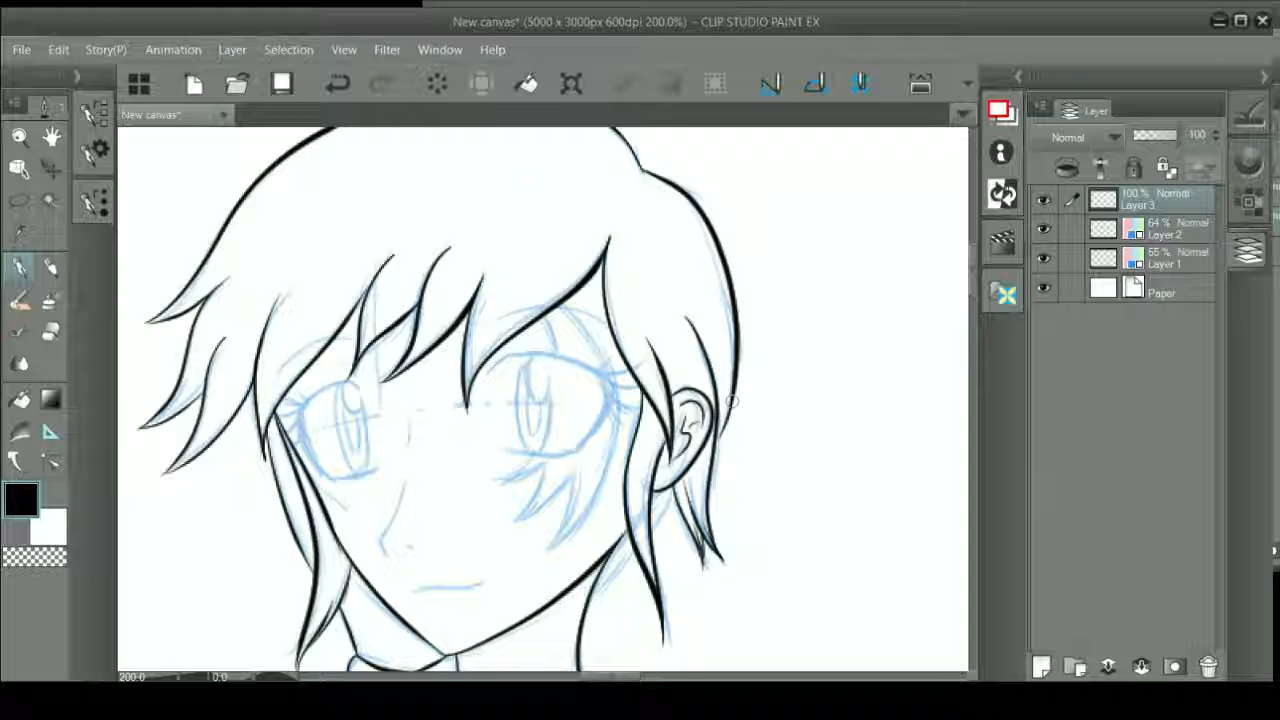 New canvas* (5000 x 3000px 600dpi 200.0%) - CLIP STUDIO PAINT EX
File Edit Story(P) Animation Layer Selection View Filter Window Help
New canvas*
Layer
Normal 100
100 % Normal
Layer 3
64 % Normal
Layer 2
55 % Normal
Layer 1
Paper
200.0 0.0